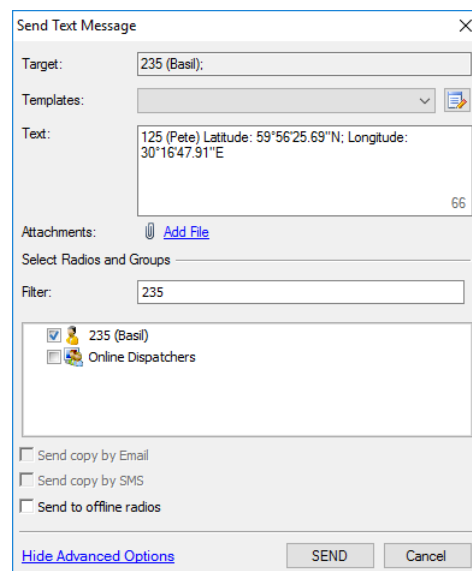 Send Text Message
Target: 235 (Basil);
Templates:
Text: 125 (Pete) Latitude: 59°56'25.69"N; Longitude:
30°16'47.91"E
66
Attachments: Add File
Select Radios and Groups
Filter: 235
235 (Basil)
Online Dispatchers
Send copy by Email
Send copy by SMS
Send to offline radios
Hide Advanced Options SEND Cancel